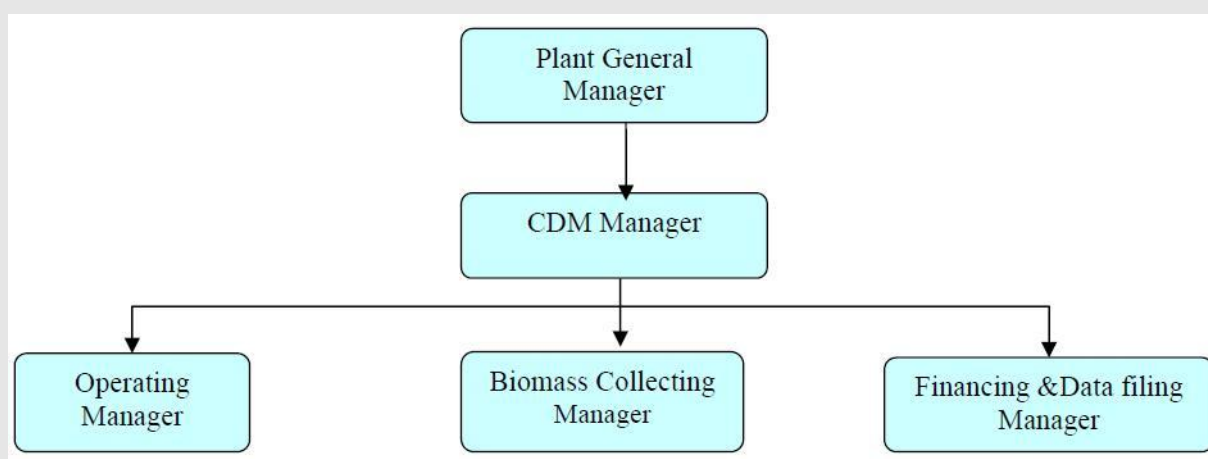 Plant General
Manager
CDM Manager
Operating
Manager
Biomass Collecting
Manager
Financing &Data filing
Manager